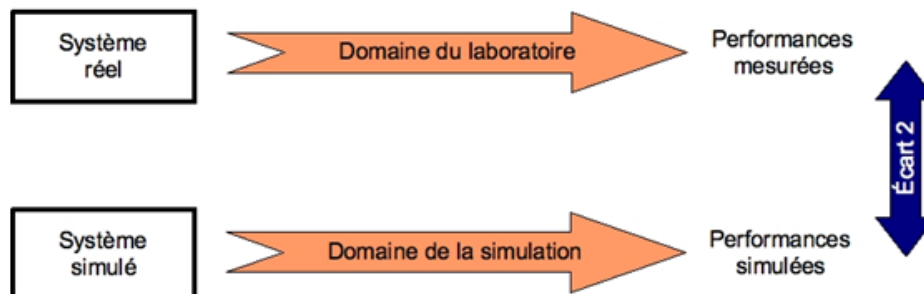 Système
réel
Domaine du laboratoire
Performances
mesurées
Écart 2
Système
simulé
Domaine de la simulation
Performances
simulées